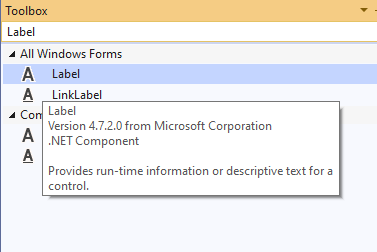 Toolbox
Label
All Windows Forms
Label
LinkLabel
Com
Label
Version 4.7.2.0 from Microsoft Corporation
.NET Component
Provides run-time information or descriptive text for a
control.